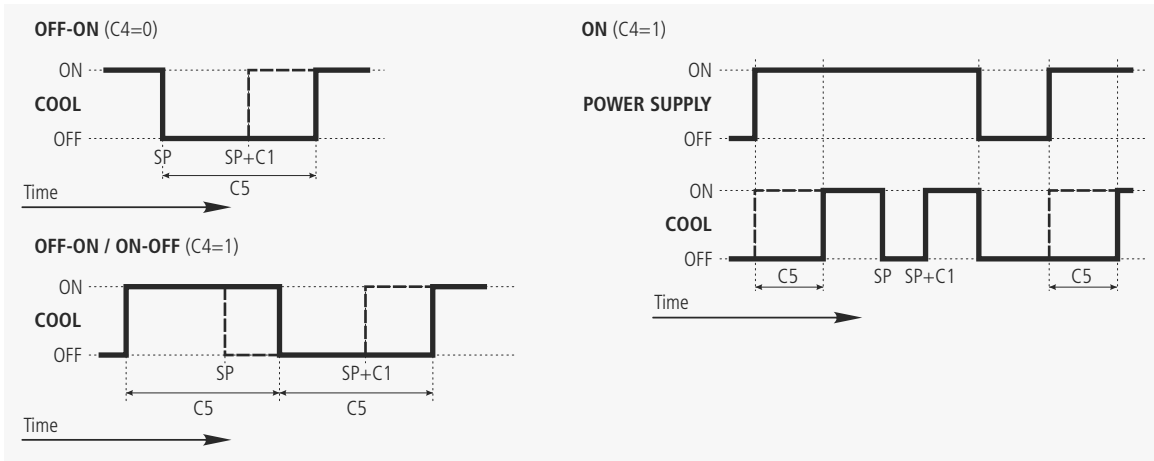 OFF-ON (C4=0)
ON
COOL
OFF
SP
SP+C1
C5
Time
OFF-ON / ON-OFF (C4=1)
ON
COOL
OFF
SP
SP+C1
C5
C5
Time
ON (C4=1)
ON
POWER SUPPLY
OFF
ON
COOL
OFF
C5
SP
SP+C1
C5
Time